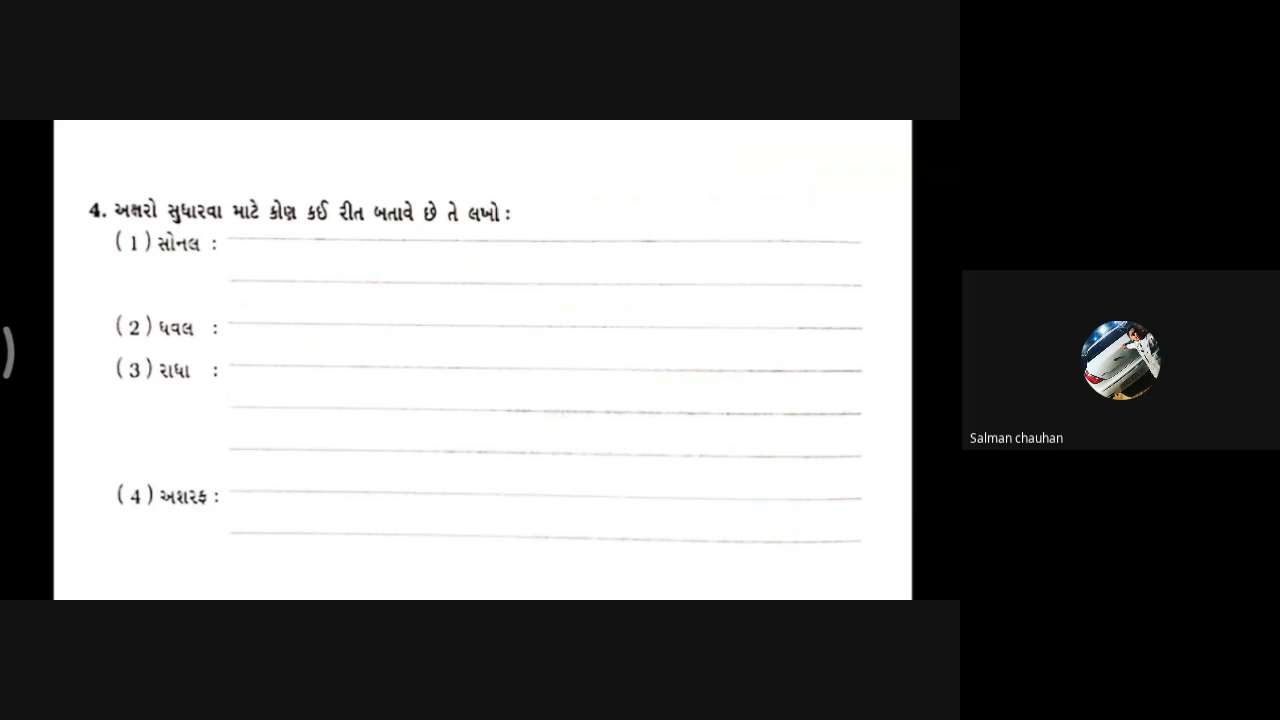 4. અક્ષરો સુધારવા માટે કોણ કઈ રીત બતાવે છે તે લખો :
( 1 ) સોનલ :
( 2 ) ધવલ :
( 3 ) રાધા :
( 4 ) અશરફ :
Salman chauhan